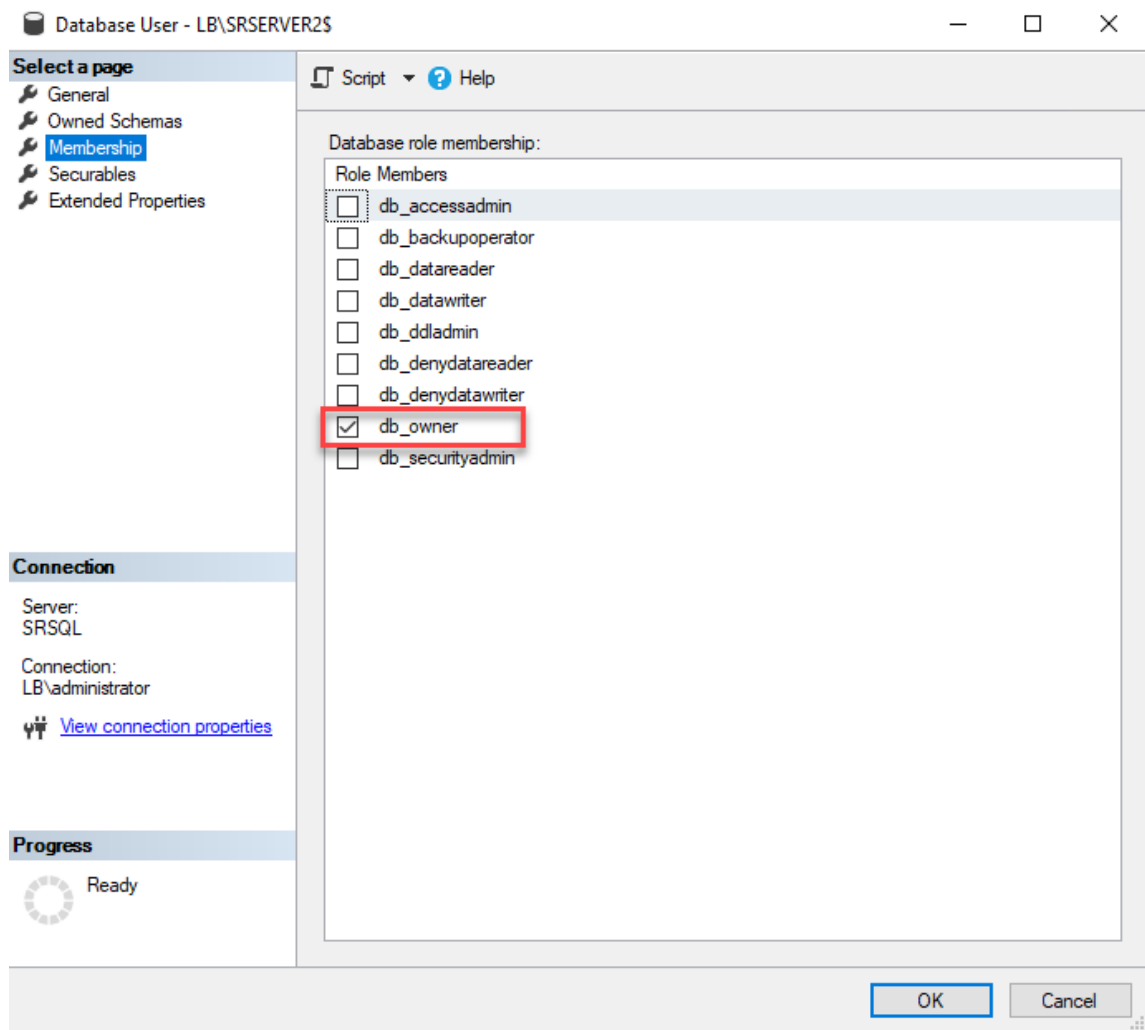 Database User - LB\SRSERVER2$
Select a page
General
Owned Schemas
Membership
Securables
Extended Properties
Script
Help
Database role membership:
Role Members
db_accessadmin
db_backupoperator
db_datareader
db_datawriter
db_ddladmin
db_denydatareader
db_denydatawriter
db_owner
db_securityadmin
Connection
Server:
SRSQL
Connection:
LB\administrator
View connection properties
Progress
Ready
OK
Cancel